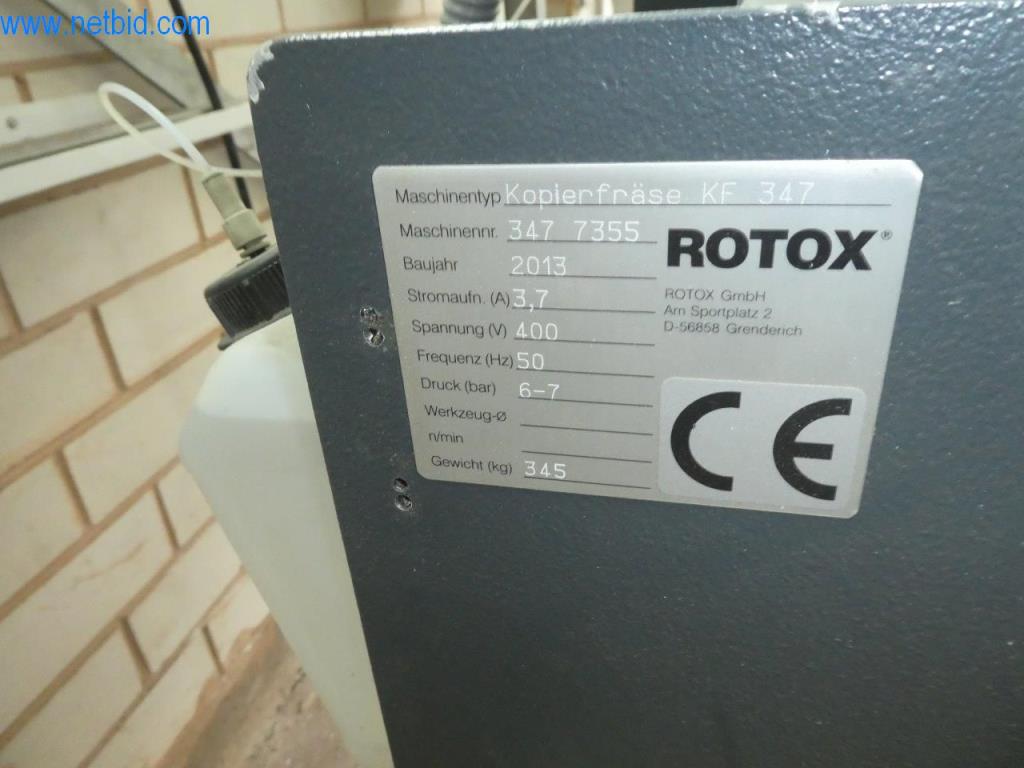 www.netbid.com
Maschinentyp Kopierfräse KF 347
Maschinennr. 347 7355
Baujahr 2013
Stromaufn. (A) 3,7
Spannung (V) 400
Frequenz (Hz) 50
Druck (bar) 6-7
Werkzeug-Ø
n/min
Gewicht (kg) 345
ROTOX®
ROTOX GmbH
Am Sportplatz 2
D-56858 Grenderich
CE